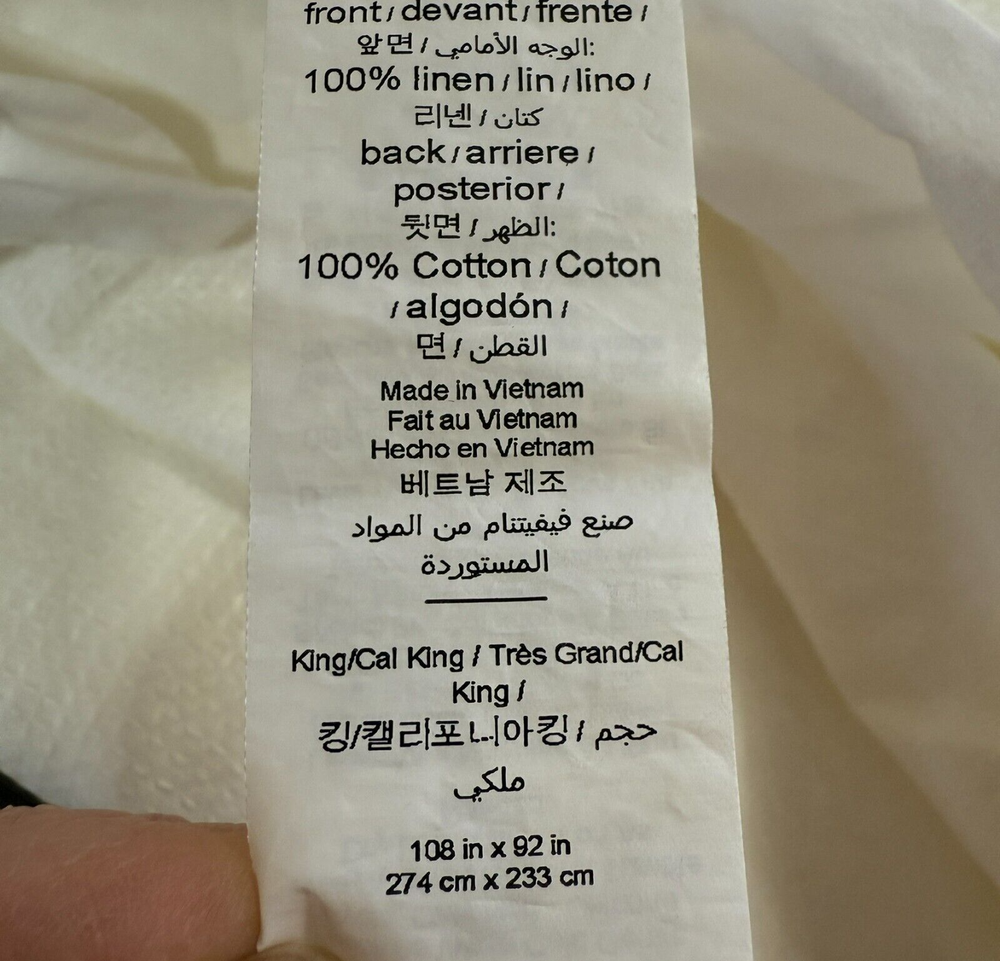 front / devant / frente /
앞면 / الوجه الأمامي:
100% linen / lin / lino /
리넨 / كتان
back / arriere /
posterior /
뒷면 / الظهر:
100% Cotton / Coton
/ algodón /
면 / القطن
Made in Vietnam
Fait au Vietnam
Hecho en Vietnam
베트남 제조
صنع فيفيتنام من المواد
المستوردة
King/Cal King / Très Grand/Cal
King /
킹/캘리포니아킹 / حجم
ملكي
108 in x 92 in
274 cm x 233 cm